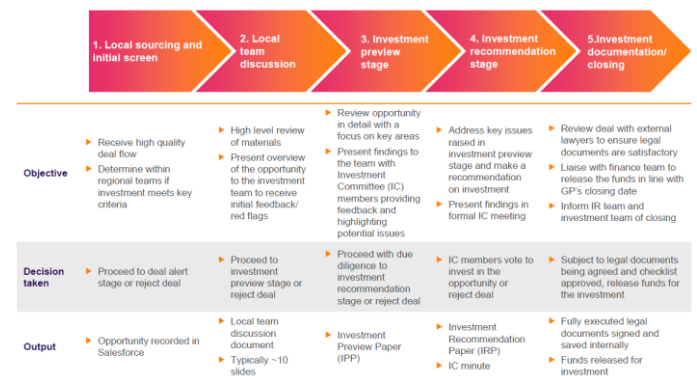 1. Local sourcing and
initial screen
2. Local
team
discussion
3. Investment
preview
stage
4. Investment
recommendation
stage
5.Investment
documentation/
closing
Objective
Receive high quality
deal flow
Determine within
regional teams if
investment meets key
criteria
High level review
of materials
Present overview
of the opportunity
to the investment
team to receive
initial feedback/
red flags
Review opportunity
in detail with a
focus on key areas
Present findings to
the team with
Investment
Committee (IC)
members providing
feedback and
highlighting
potential issues
Address key issues
raised in
investment preview
stage and make a
recommendation
on investment
Present findings in
formal IC meeting
Review deal with external
lawyers to ensure legal
documents are satisfactory
Liaise with finance team to
release the funds in line with
GP's closing date
Inform IR team and
investment team of closing
Decision
taken
Proceed to deal alert
stage or reject deal
Proceed to
investment
preview stage or
reject deal
Proceed with due
diligence to
investment
recommendation
stage or reject deal
IC members vote to
invest in the
opportunity or
reject deal
Subject to legal documents
being agreed and checklist
approved, release funds for
the investment
Output
Opportunity recorded in
Salesforce
Local team
discussion
document
Typically ~10
slides
Investment
Preview Paper
(IPP)
Investment
Recommendation
Paper (IRP)
IC minute
Fully executed legal
documents signed and
saved internally
Funds released for
investment